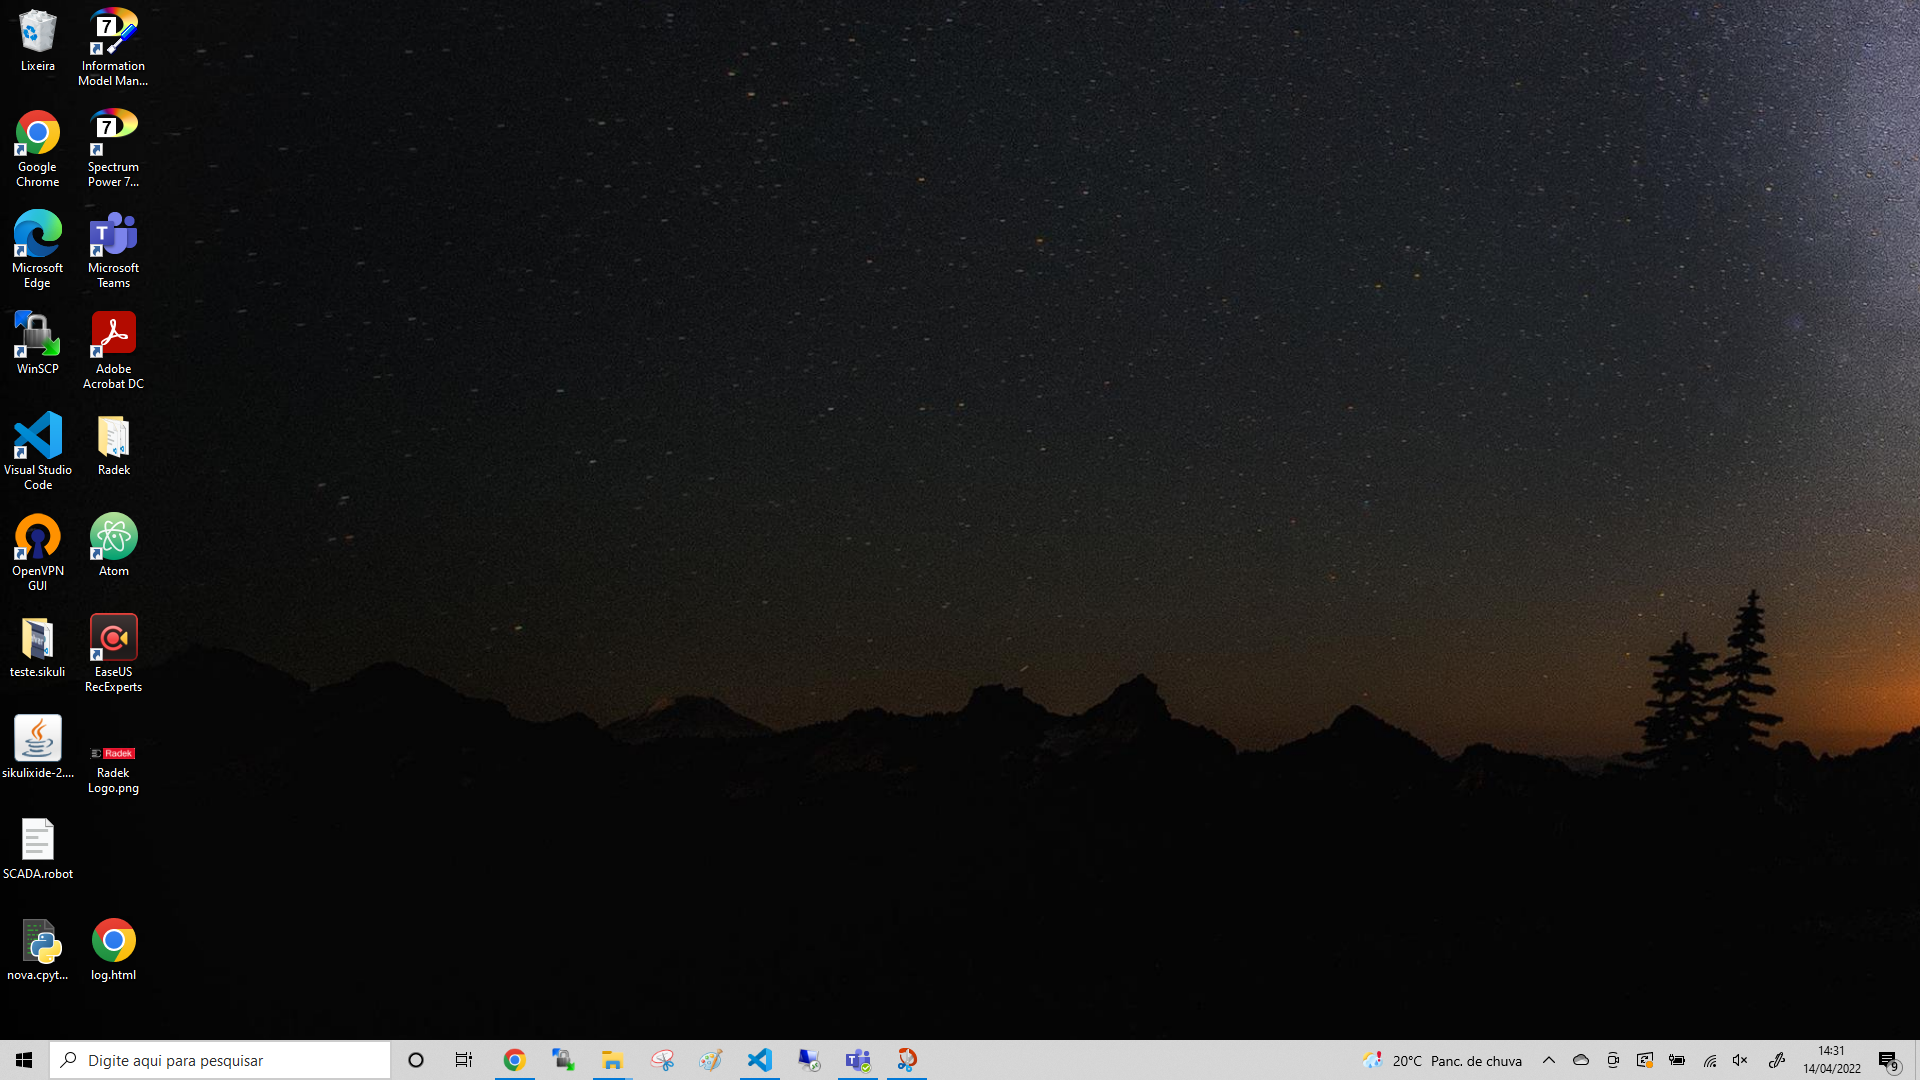 Lixeira
Information
Model Man...
7
Google
Chrome
Spectrum
Power 7...
7
Microsoft
Edge
Microsoft
Teams
T
WinSCP
Adobe
Acrobat DC
Visual Studio
Code
Radek
OpenVPN
GUI
Atom
teste.sikuli
EaseUS
RecExperts
sikulixide-2....
Radek
Radek
Logo.png
SCADA.robot
nova.cpyt...
log.html
Digite aqui para pesquisar
20°C Panc. de chuva
14:31
14/04/2022
9